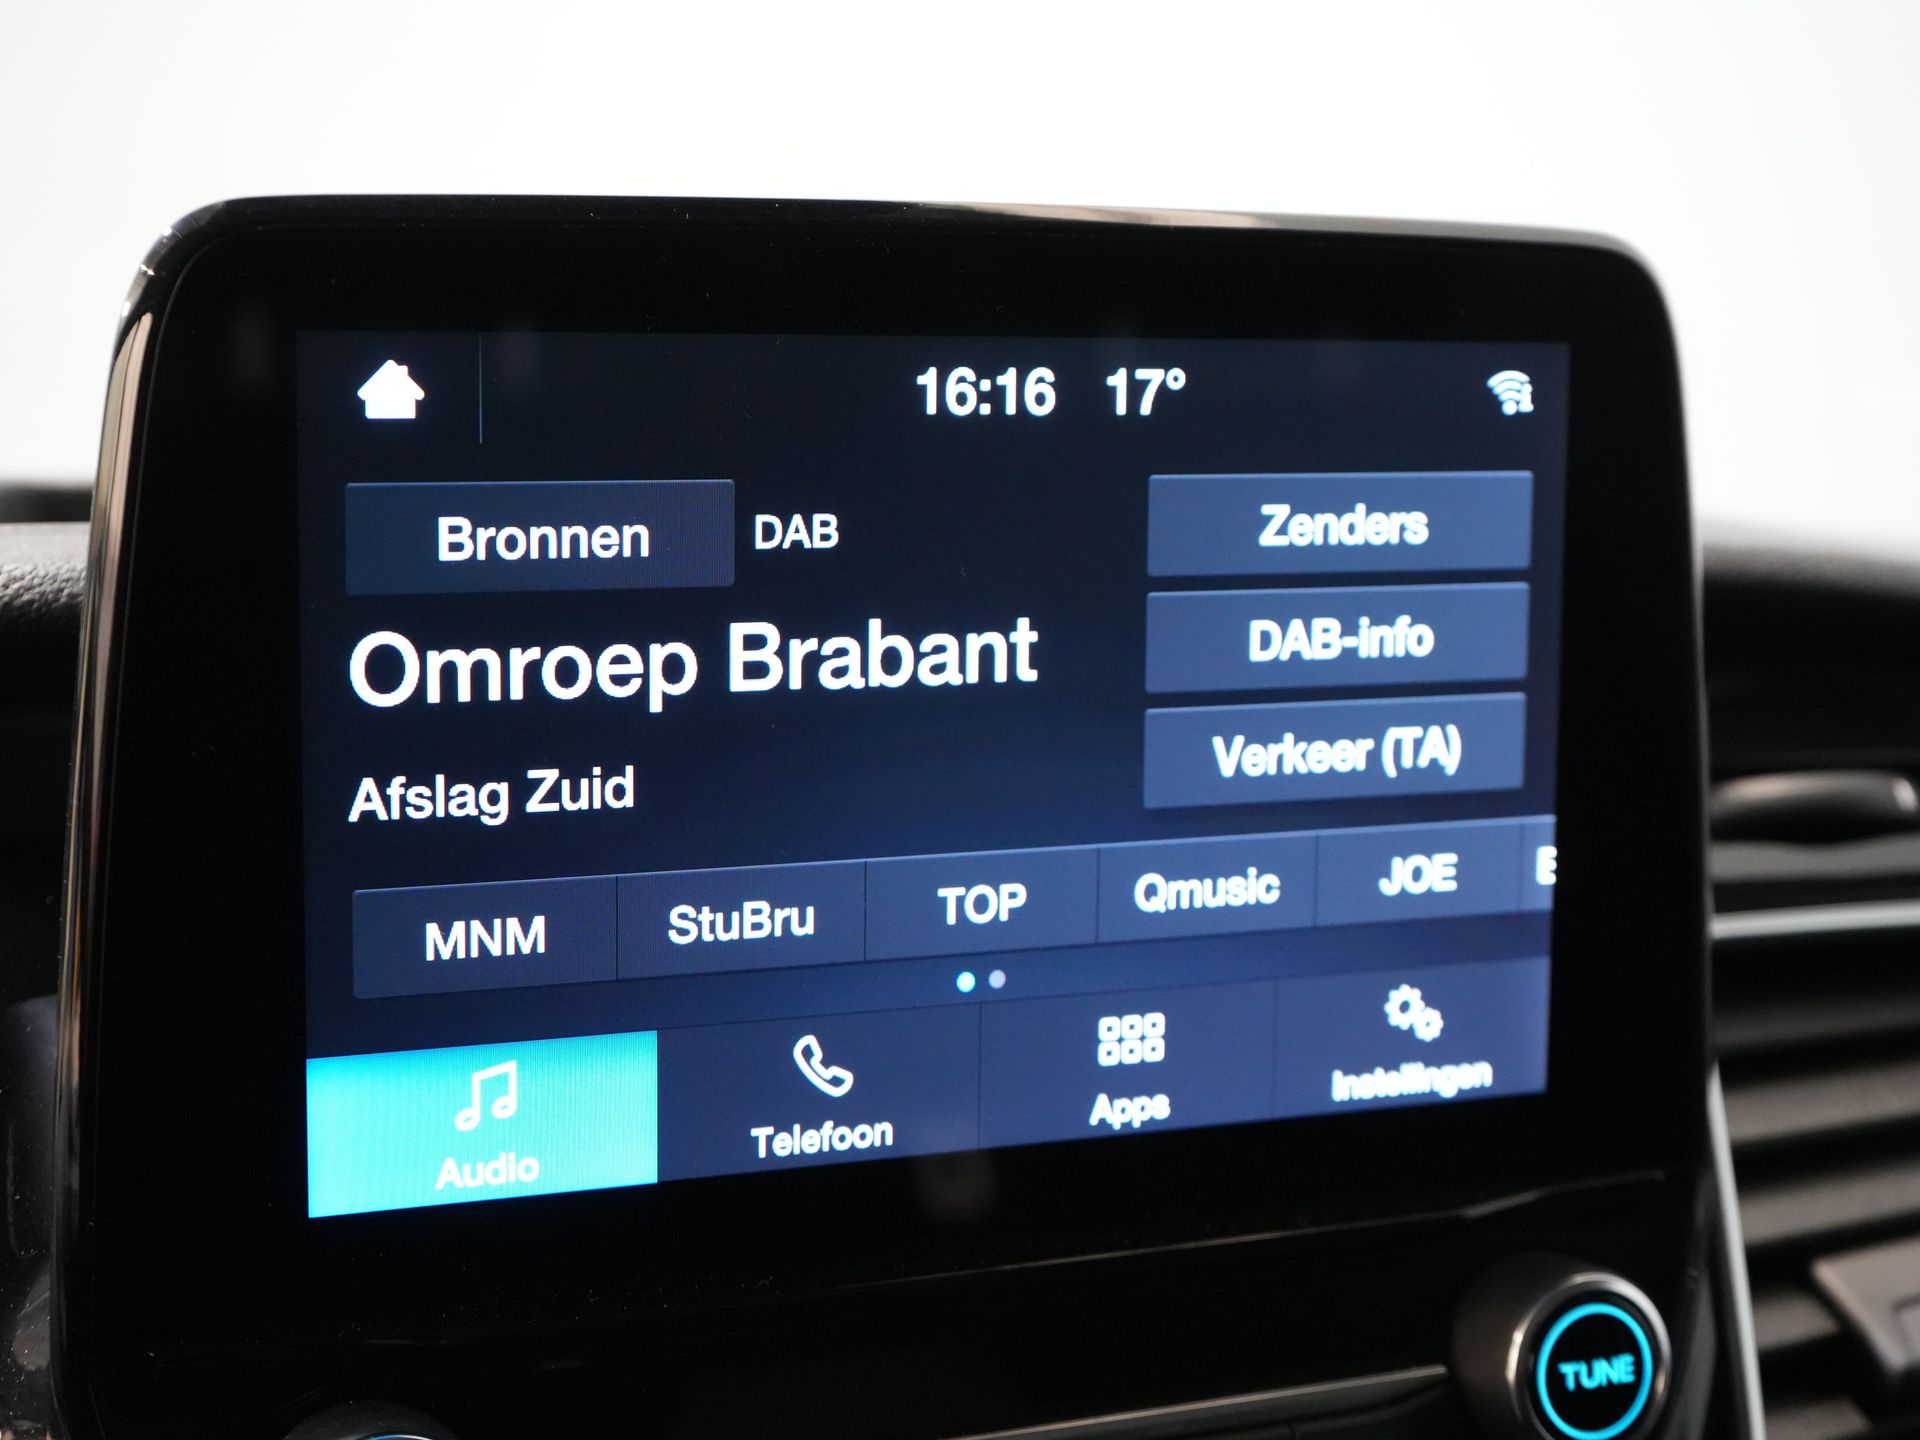 16:16 17°
Bronnen DAB Zenders
Omroep Brabant DAB-info
Afslag Zuid Verkeer (TA)
MNM StuBru TOP Qmusic JOE
Audio Telefoon Apps Instellingen
TUNE